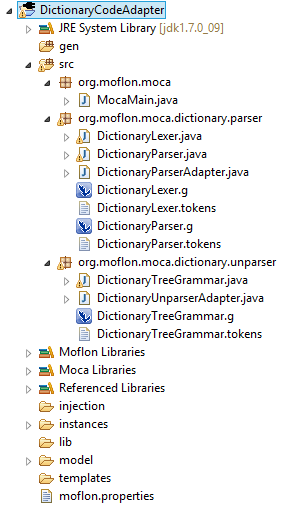 DictionaryCodeAdapter
JRE System Library [jdk1.7.0_09]
gen
src
org.moflon.moca
MocaMain.java
org.moflon.moca.dictionary.parser
DictionaryLexer.java
DictionaryParser.java
DictionaryParserAdapter.java
DictionaryLexer.g
DictionaryLexer.tokens
DictionaryParser.g
DictionaryParser.tokens
org.moflon.moca.dictionary.unparser
DictionaryTreeGrammar.java
DictionaryUnparserAdapter.java
DictionaryTreeGrammar.g
DictionaryTreeGrammar.tokens
Moflon Libraries
Moca Libraries
Referenced Libraries
injection
instances
lib
model
templates
moflon.properties